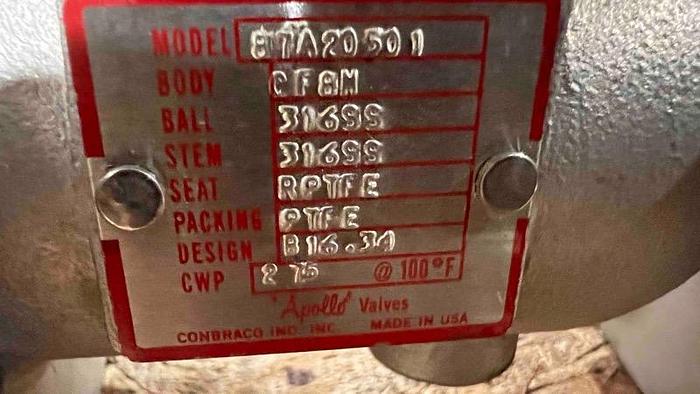 MODEL 87A20501
BODY CF8M
BALL 316SS
STEM 316SS
SEAT RPTFE
PACKING PTFE
DESIGN B16.34
CWP 275 @ 100°F
"Apollo" Valves
CONBRACO IND. INC. MADE IN USA